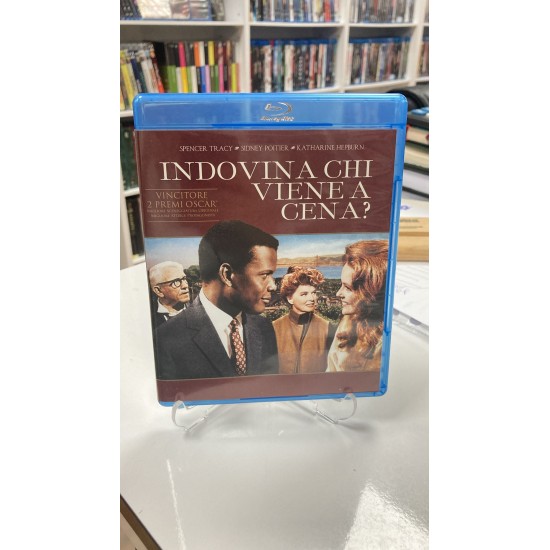 Blu-ray Disc
SPENCER TRACY SIDNEY POITIER KATHARINE HEPBURN
INDOVINA CHI
VIENE A
CENA?
VINCITORE
2 PREMI OSCAR